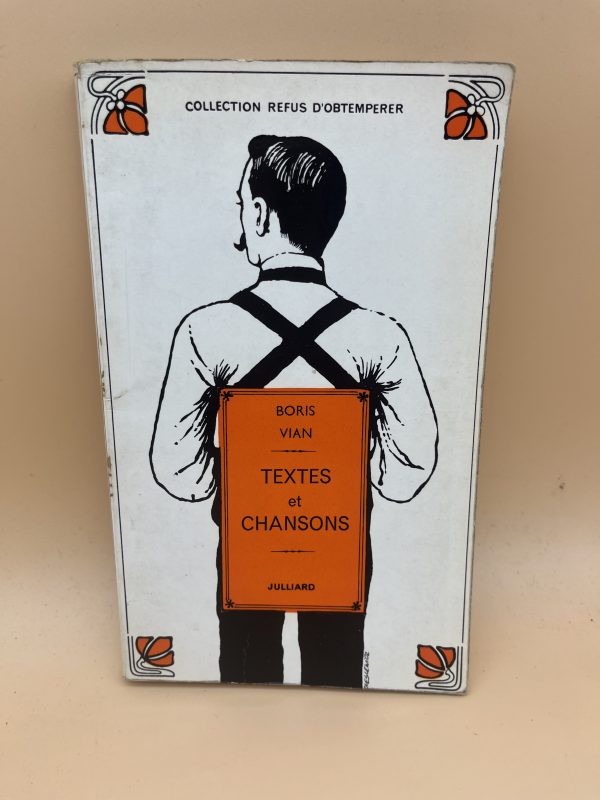 COLLECTION REFUS D'OBTEMPERER
BORIS
VIAN
TEXTES
et
CHANSONS
JULLIARD